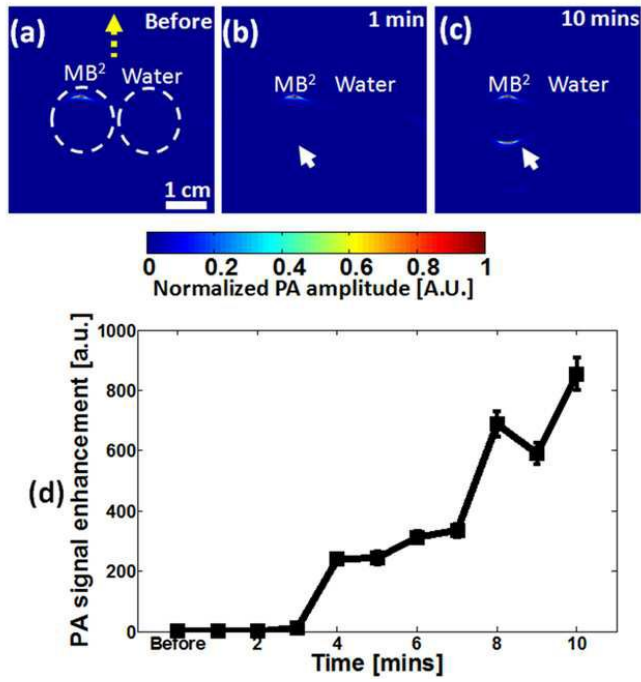 (a) Before
MB² Water
1 cm
(b) 1 min
MB² Water
(c) 10 mins
MB² Water
0 0.2 0.4 0.6 0.8 1
Normalized PA amplitude [A.U.]
(d)
PA signal enhancement [a.u.]
1000
800
600
400
200
0
Before 2 4 6 8 10
Time [mins]